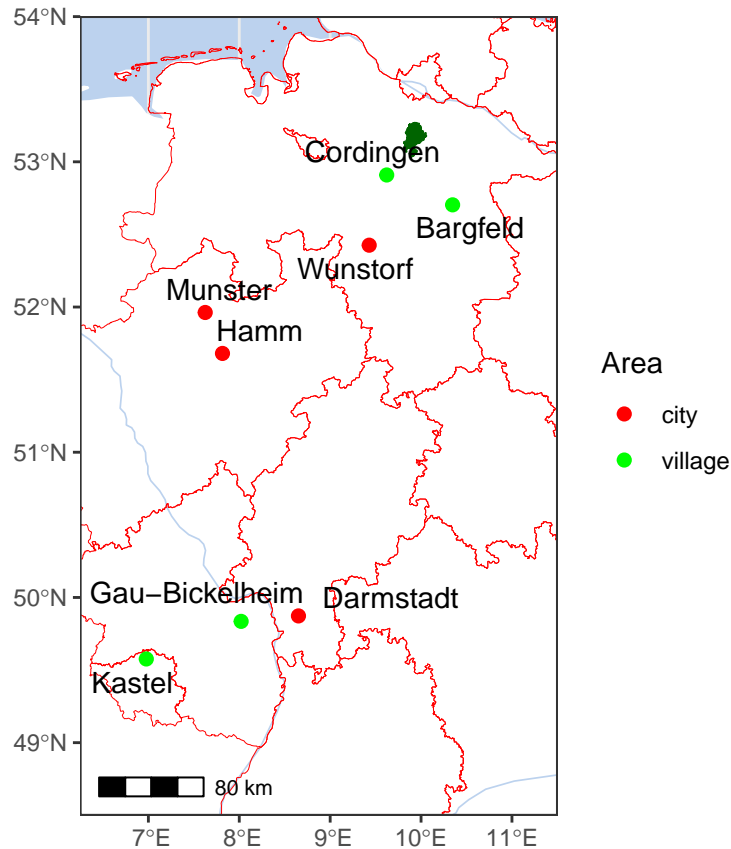 54°N
53°N
Cordingen
Bargfeld
Wunstorf
52°N
Munster
Hamm
Area
city
village
51°N
50°N
Gau−Bickelheim
Darmstadt
Kastel
49°N
80 km
7°E 8°E 9°E 10°E 11°E